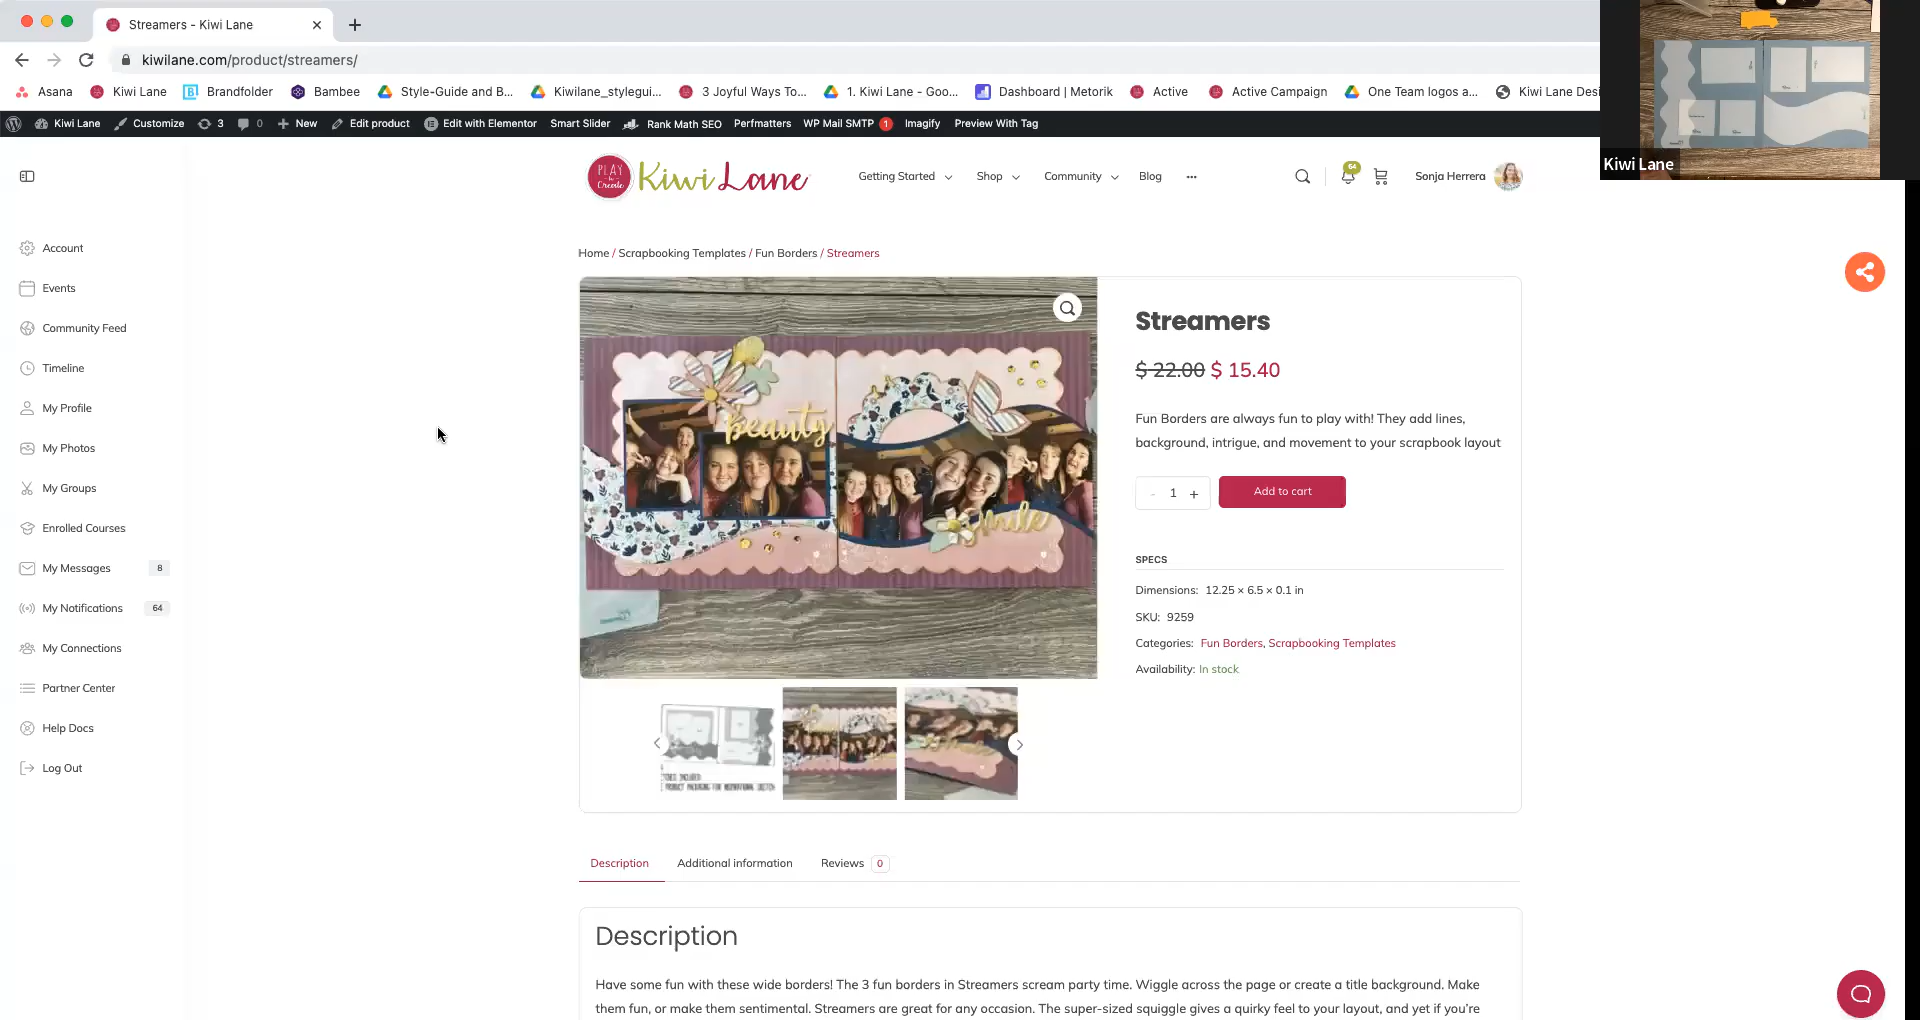 Streamers - Kiwi Lane
kiwilane.com/product/streamers/
Asana
Kiwi Lane
Brandfolder
Bambee
Style-Guide and B...
Kiwilane_stylegui...
3 Joyful Ways To...
1. Kiwi Lane - Goo...
Dashboard | Metorik
Active
Active Campaign
One Team logos a...
Kiwi Lane Desi
Kiwi Lane
Customize
3
0
New
Edit product
Edit with Elementor
Smart Slider
Rank Math SEO
Perfmatters
WP Mail SMTP 1
Imagify
Preview With Tag
Kiwi Lane
PLAY
to
Create
Kiwi Lane
Getting Started
Shop
Community
Blog
64
Sonja Herrera
Account
Events
Community Feed
Timeline
My Profile
My Photos
My Groups
Enrolled Courses
My Messages 8
My Notifications 64
My Connections
Partner Center
Help Docs
Log Out
Home / Scrapbooking Templates / Fun Borders / Streamers
beauty
smile
Streamers
$ 22.00 $ 15.40
Fun Borders are always fun to play with! They add lines,
background, intrigue, and movement to your scrapbook layout
- 1 +
Add to cart
SPECS
Dimensions: 12.25 × 6.5 × 0.1 in
SKU: 9259
Categories: Fun Borders, Scrapbooking Templates
Availability: In stock
PRODUCT PACKAGING FOR INSPIRATIONAL SKETCH
Description
Additional information
Reviews 0
Description
Have some fun with these wide borders! The 3 fun borders in Streamers scream party time. Wiggle across the page or create a title background. Make
them fun, or make them sentimental. Streamers are great for any occasion. The super-sized squiggle gives a quirky feel to your layout, and yet if you're